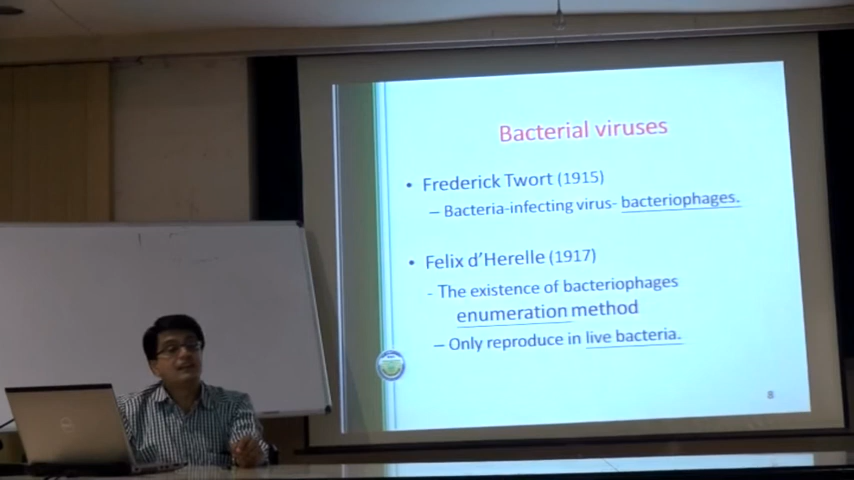 Bacterial viruses
• Frederick Twort (1915)
– Bacteria-infecting virus- bacteriophages.
• Felix d'Herelle (1917)
- The existence of bacteriophages
enumeration method
– Only reproduce in live bacteria.
8